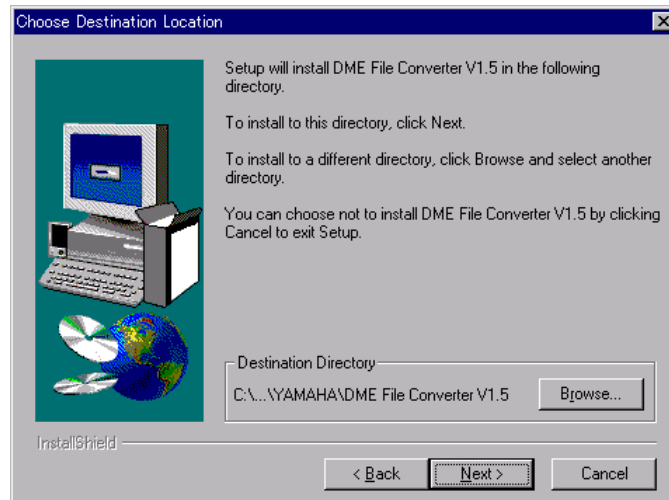 Choose Destination Location
Setup will install DME File Converter V1.5 in the following
directory.
To install to this directory, click Next.
To install to a different directory, click Browse and select another
directory.
You can choose not to install DME File Converter V1.5 by clicking
Cancel to exit Setup.
Destination Directory
C:\...\YAMAHA\DME File Converter V1.5
Browse...
InstallShield
< Back
Next >
Cancel